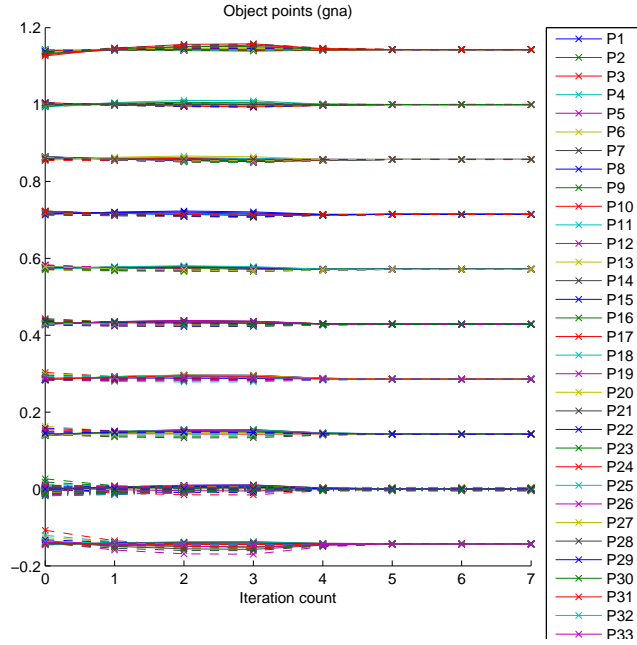 Object points (gna)
1.2
1
0.8
0.6
0.4
0.2
0
−0.2
0 1 2 3 4 5 6 7
Iteration count
P1
P2
P3
P4
P5
P6
P7
P8
P9
P10
P11
P12
P13
P14
P15
P16
P17
P18
P19
P20
P21
P22
P23
P24
P25
P26
P27
P28
P29
P30
P31
P32
P33